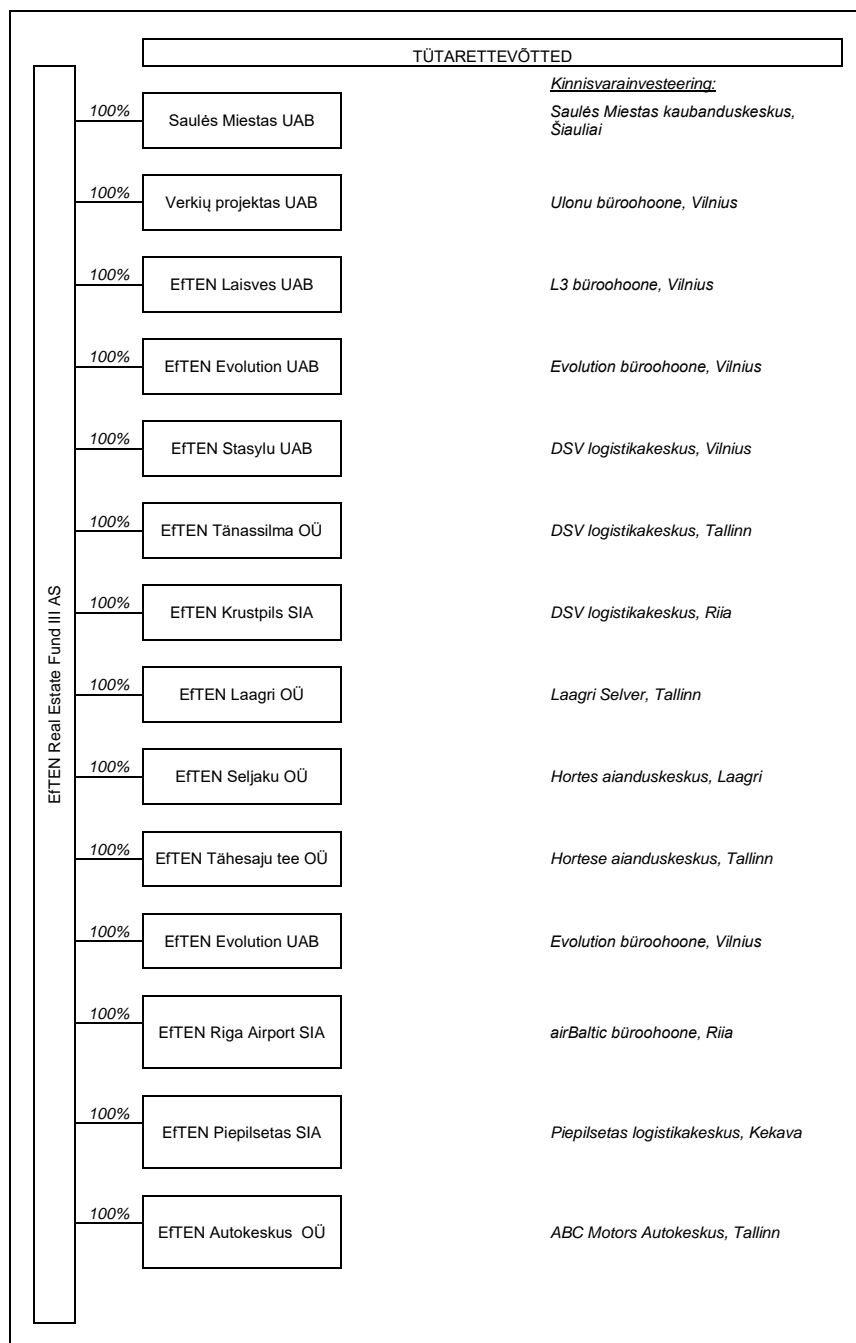 TÜTARETTEVÕTTED
EfTEN Real Estate Fund III AS
Kinnisvarainvesteering:
100%
Saulės Miestas UAB
Saulės Miestas kaubanduskeskus,
Šiauliai
100%
Verkių projektas UAB
Ulonu büroohoone, Vilnius
100%
EfTEN Laisves UAB
L3 büroohoone, Vilnius
100%
EfTEN Evolution UAB
Evolution büroohoone, Vilnius
100%
EfTEN Stasylu UAB
DSV logistikakeskus, Vilnius
100%
EfTEN Tänassilma OÜ
DSV logistikakeskus, Tallinn
100%
EfTEN Krustpils SIA
DSV logistikakeskus, Riia
100%
EfTEN Laagri OÜ
Laagri Selver, Tallinn
100%
EfTEN Seljaku OÜ
Hortes aianduskeskus, Laagri
100%
EfTEN Tähesaju tee OÜ
Hortese aianduskeskus, Tallinn
100%
EfTEN Evolution UAB
Evolution büroohoone, Vilnius
100%
EfTEN Riga Airport SIA
airBaltic büroohoone, Riia
100%
EfTEN Piepilsetas SIA
Piepilsetas logistikakeskus, Kekava
100%
EfTEN Autokeskus OÜ
ABC Motors Autokeskus, Tallinn